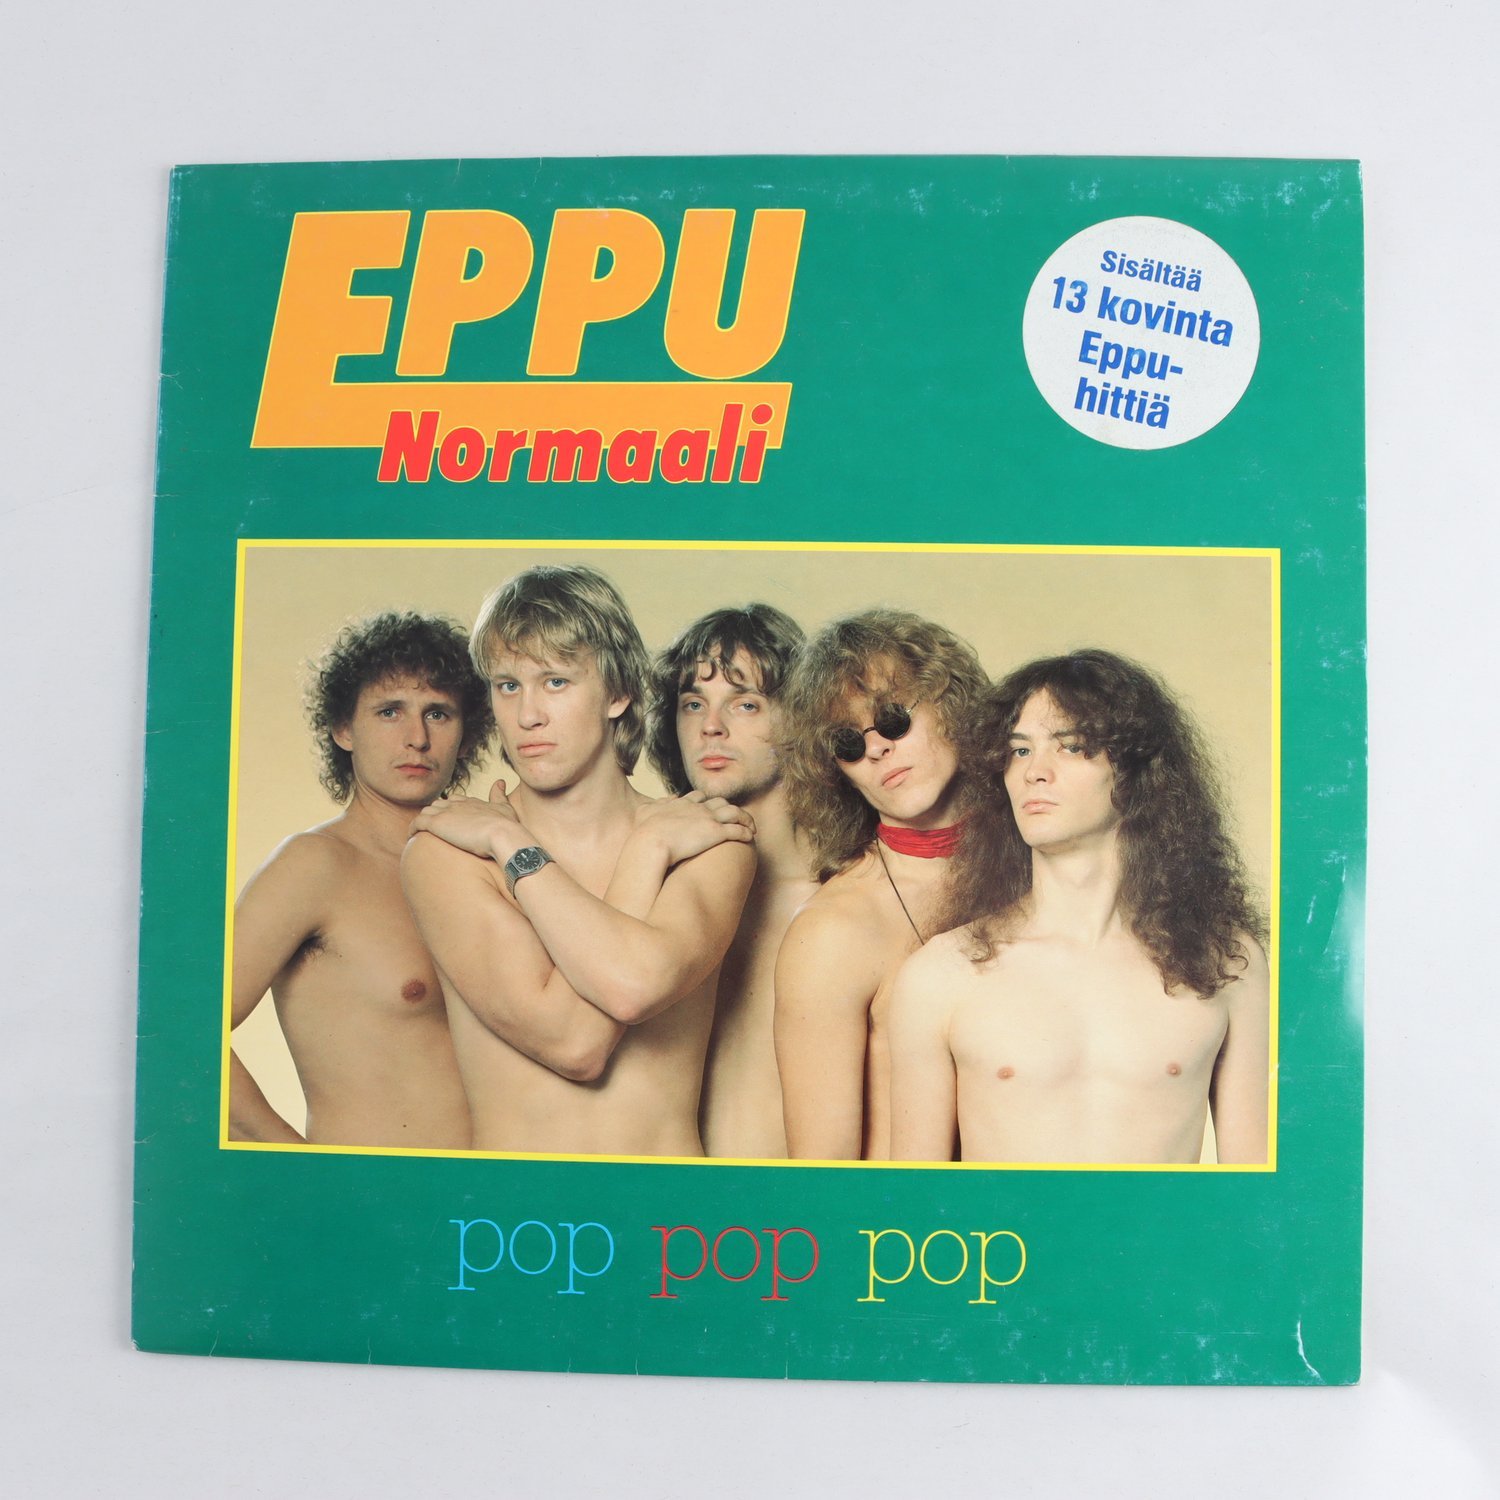 EPPU
Normaali
Sisältää
13 kovinta
Eppu-
hittiä
pop pop pop